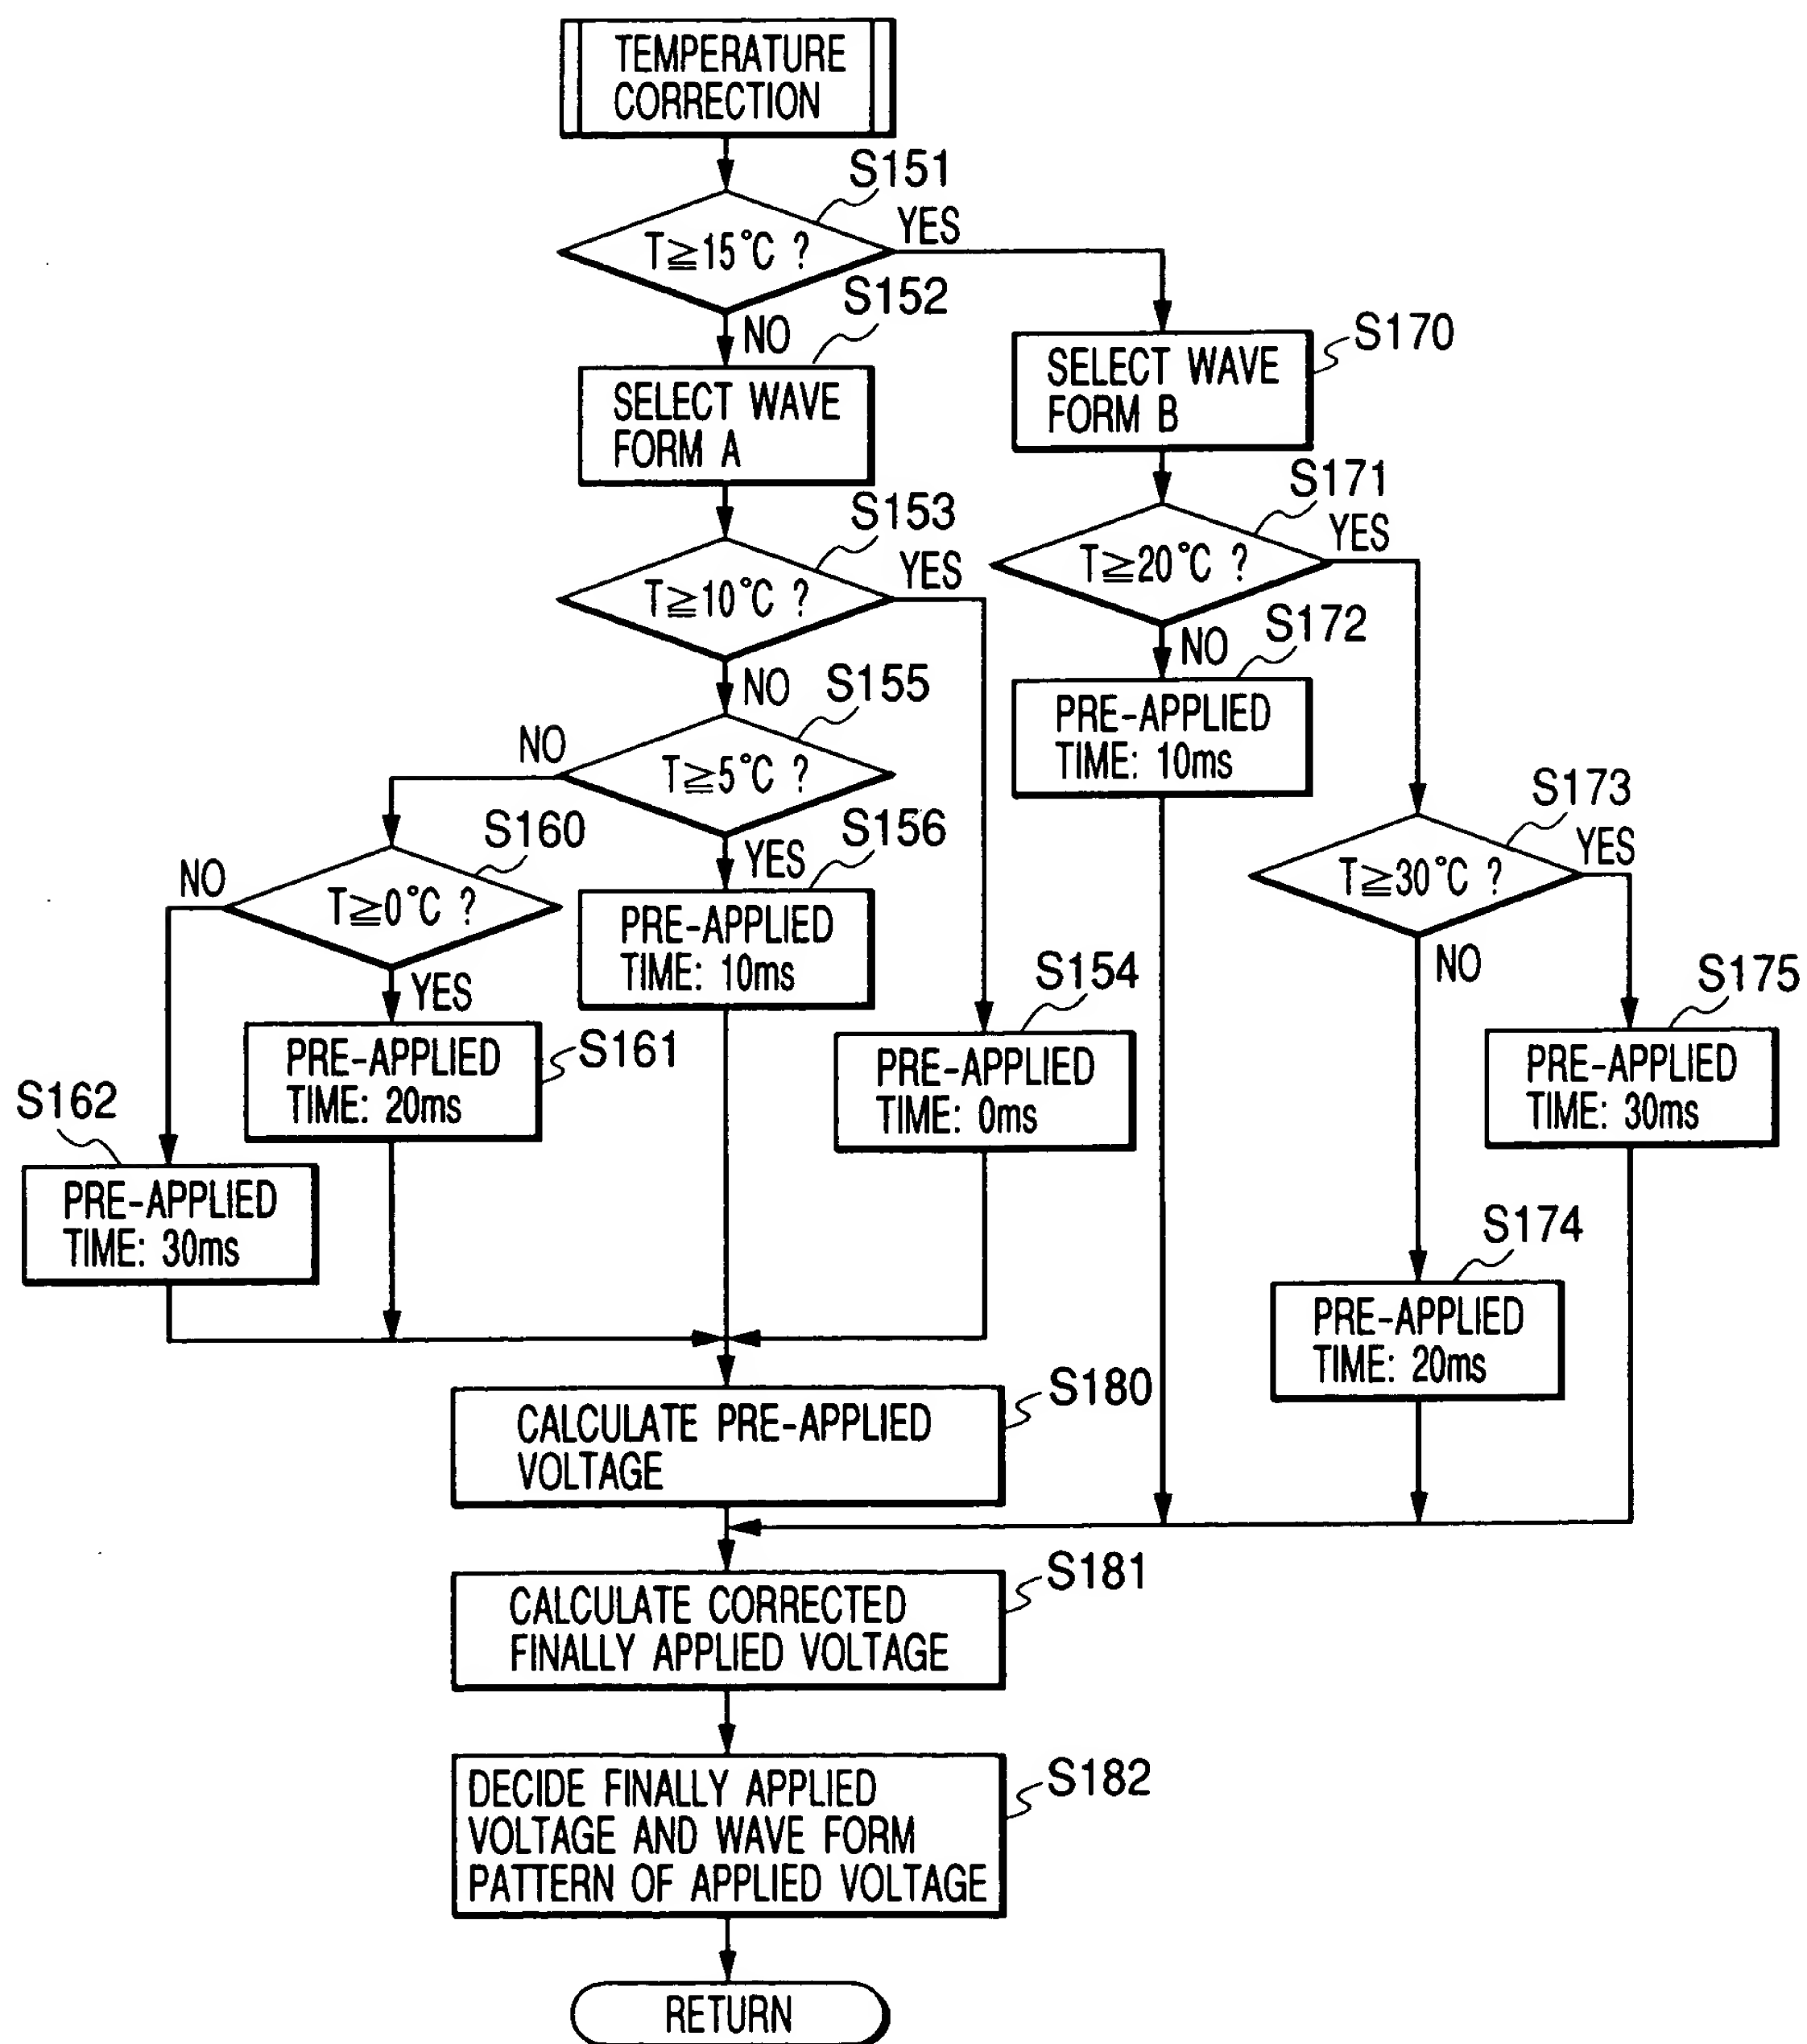 TEMPERATURE
CORRECTION
S151
YES
T≧15°C ?
S152
NO
S170
SELECT WAVE
FORM A
SELECT WAVE
FORM B
S153
S171
YES
YES
T≧10°C ?
T≧20°C ?
NO
S155
NO
S172
NO
T≧5°C ?
PRE-APPLIED
TIME: 10ms
S160
YES
S156
S173
YES
NO
T≧0°C ?
T≧30°C ?
PRE-APPLIED
TIME: 10ms
YES
S154
NO
S175
PRE-APPLIED
TIME: 20ms
S161
PRE-APPLIED
TIME: 0ms
PRE-APPLIED
TIME: 30ms
S162
PRE-APPLIED
TIME: 30ms
S174
PRE-APPLIED
TIME: 20ms
S180
CALCULATE PRE-APPLIED
VOLTAGE
S181
CALCULATE CORRECTED
FINALLY APPLIED VOLTAGE
S182
DECIDE FINALLY APPLIED
VOLTAGE AND WAVE FORM
PATTERN OF APPLIED VOLTAGE
RETURN